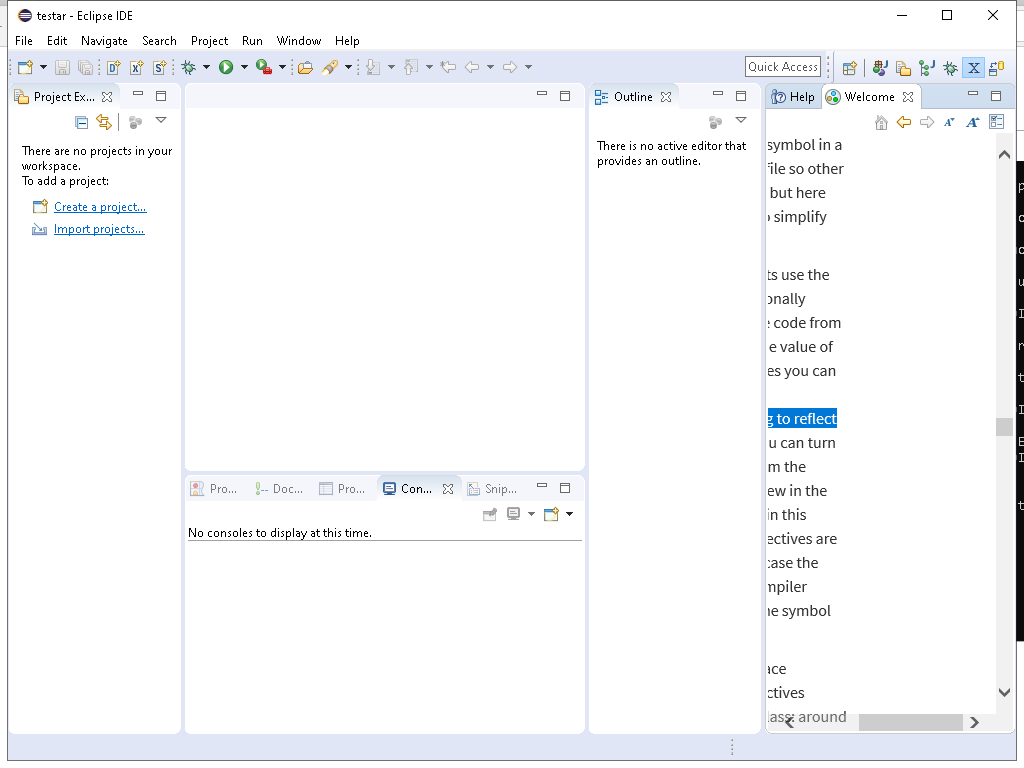 testar - Eclipse IDE
File Edit Navigate Search Project Run Window Help
Quick Access
Project Ex...
There are no projects in your
workspace.
To add a project:
Create a project...
Import projects...
Outline
There is no active editor that
provides an outline.
Pro... Doc... Pro... Con... Snip...
No consoles to display at this time.
Help Welcome
symbol in a
file so other
but here
simplify
ts use the
onally
code from
e value of
es you can
g to reflect
u can turn
m the
ew in the
in this
ectives are
case the
mpiler
he symbol
ace
ctives
lass: around